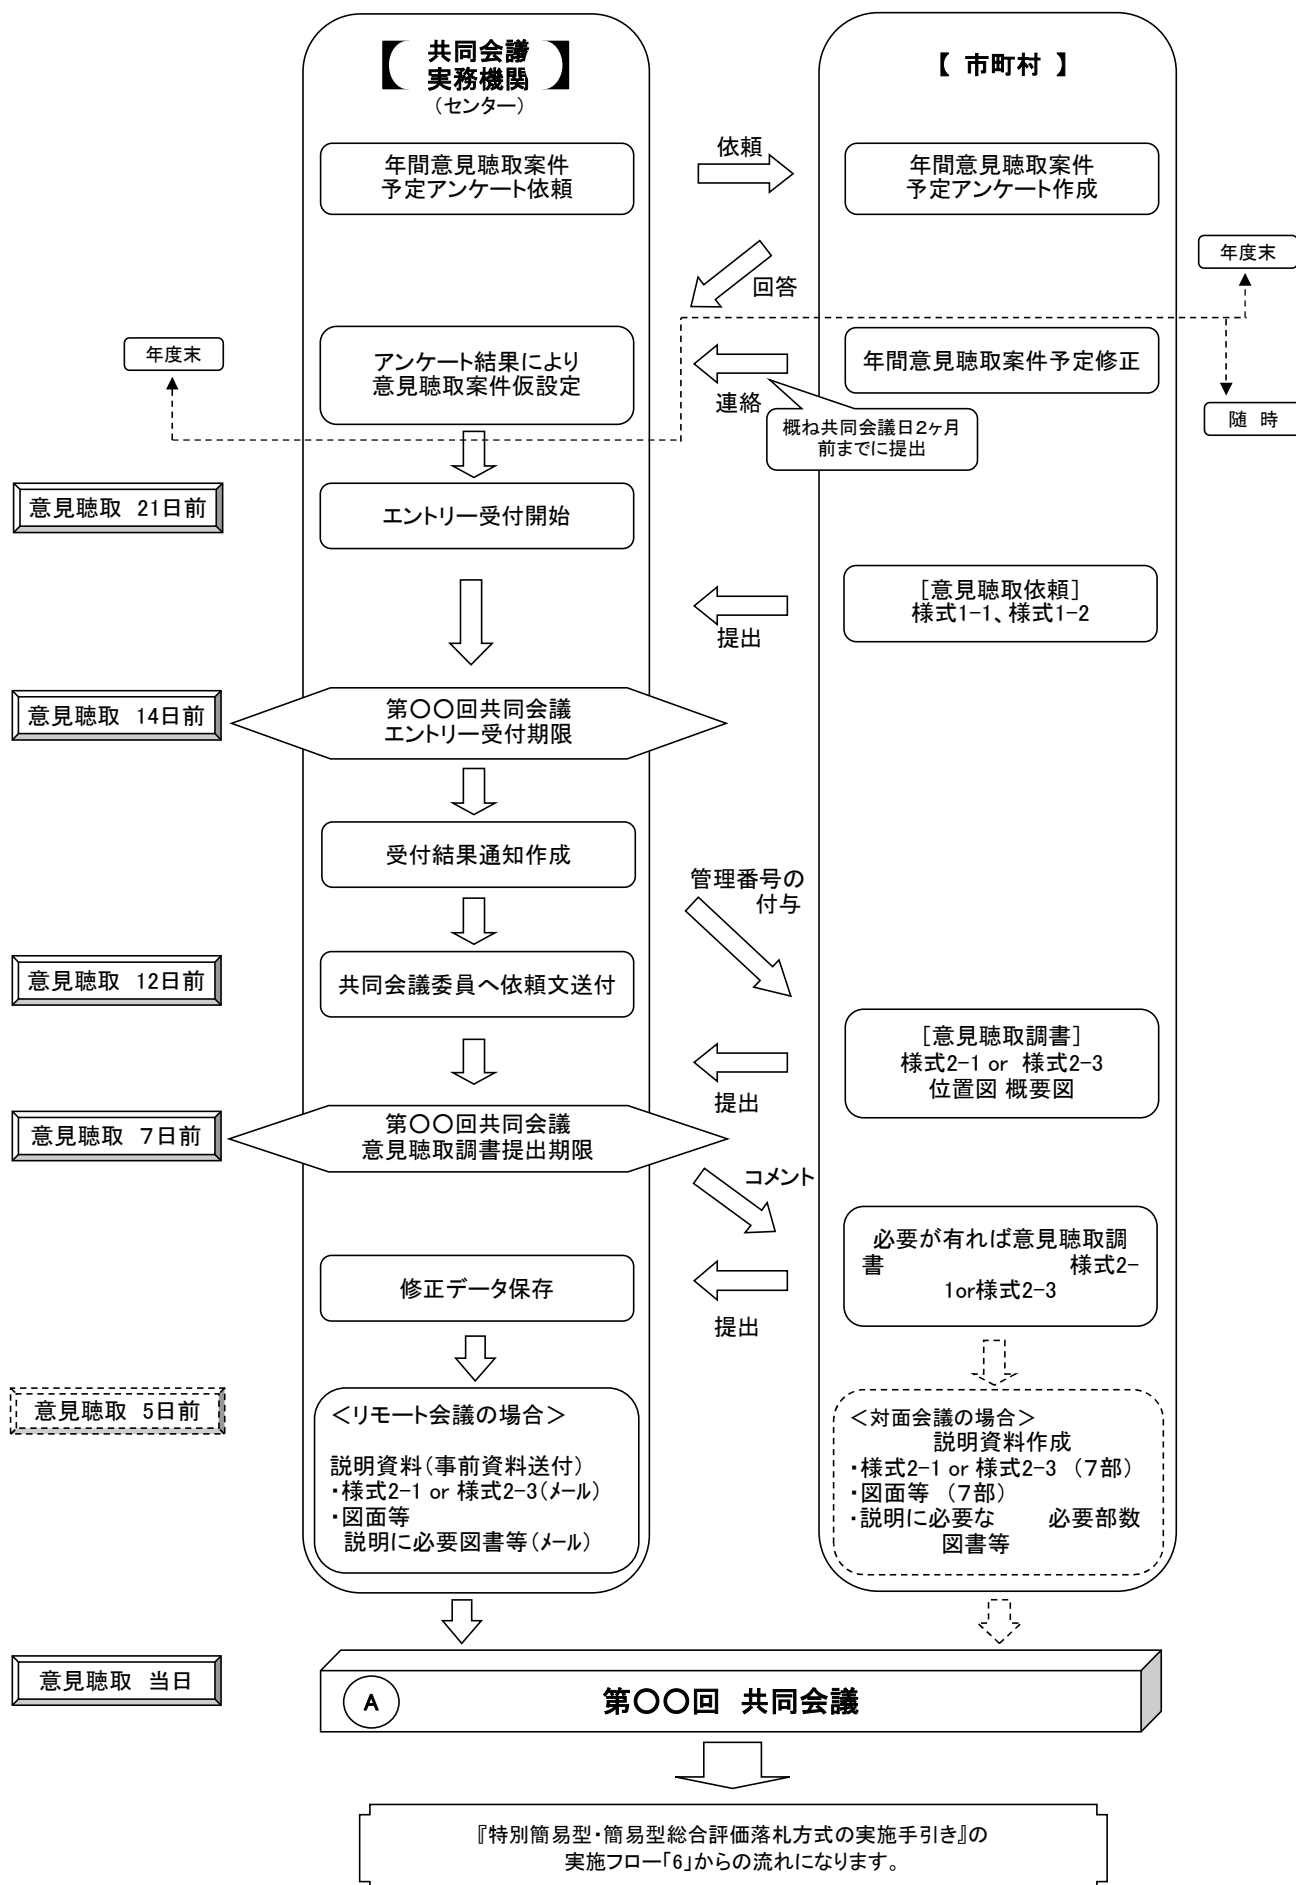 【 共同会議
実務機関 】
（センター）
【 市町村 】
年間意見聴取案件
予定アンケート依頼
依頼
年間意見聴取案件
予定アンケート作成
年度末
回答
年度末
アンケート結果により
意見聴取案件仮設定
連絡
年間意見聴取案件予定修正
概ね共同会議日２ヶ月
前までに提出
随 時
意見聴取 21日前
エントリー受付開始
［意見聴取依頼］
様式1-1、様式1-2
提出
意見聴取 14日前
第〇〇回共同会議
エントリー受付期限
受付結果通知作成
管理番号の
付与
意見聴取 12日前
共同会議委員へ依頼文送付
［意見聴取調書］
様式2-1 or 様式2-3
位置図 概要図
提出
意見聴取 ７日前
第〇〇回共同会議
意見聴取調書提出期限
コメント
必要が有れば意見聴取調
書 様式2-
1or様式2-3
修正データ保存
提出
意見聴取 5日前
＜リモート会議の場合＞
説明資料（事前資料送付）
・様式2-1 or 様式2-3（メール）
・図面等
説明に必要図書等（メール）
＜対面会議の場合＞
説明資料作成
・様式2-1 or 様式2-3 （７部）
・図面等 （７部）
・説明に必要な 必要部数
図書等
意見聴取 当日
A 第〇〇回 共同会議
『特別簡易型・簡易型総合評価落札方式の実施手引き』の
実施フロー「6」からの流れになります。